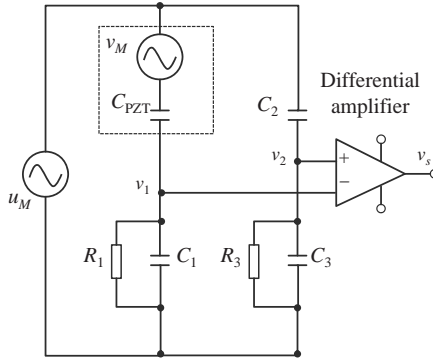 v_M
C_PZT
C_2
Differential
amplifier
v_2
+
v_s
v_1
−
u_M
R_1
C_1
R_3
C_3